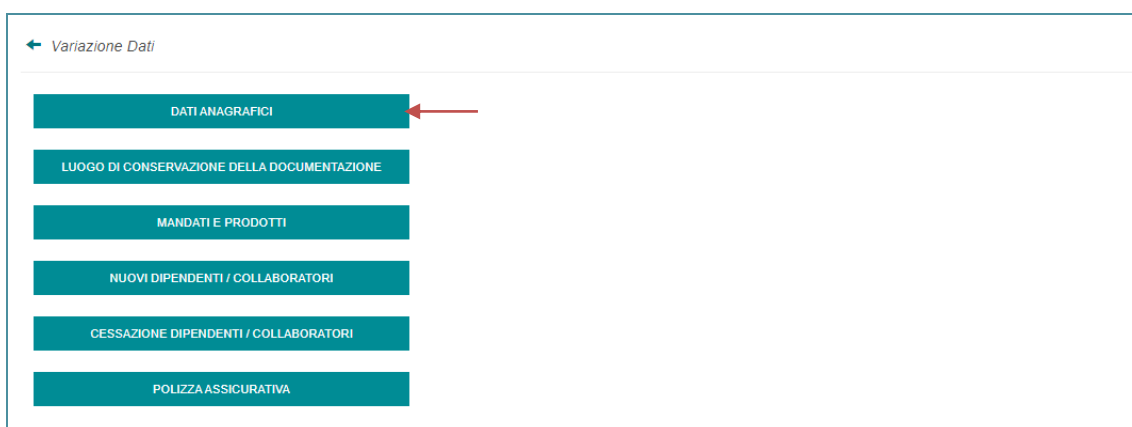 Variazione Dati
DATI ANAGRAFICI
LUOGO DI CONSERVAZIONE DELLA DOCUMENTAZIONE
MANDATI E PRODOTTI
NUOVI DIPENDENTI / COLLABORATORI
CESSAZIONE DIPENDENTI / COLLABORATORI
POLIZZA ASSICURATIVA